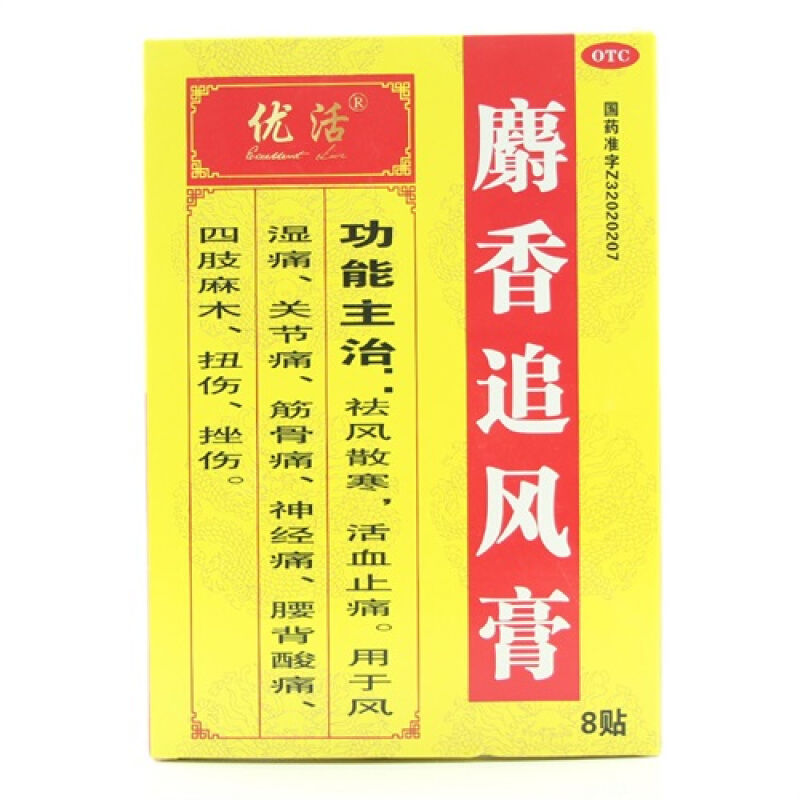 OTC
国药准字Z32020207
麝香追风膏
8贴
优活®
Excellent Live
功能主治：祛风散寒，活血止痛。用于风
湿痛、关节痛、筋骨痛、神经痛、腰背酸痛、
四肢麻木、扭伤、挫伤。